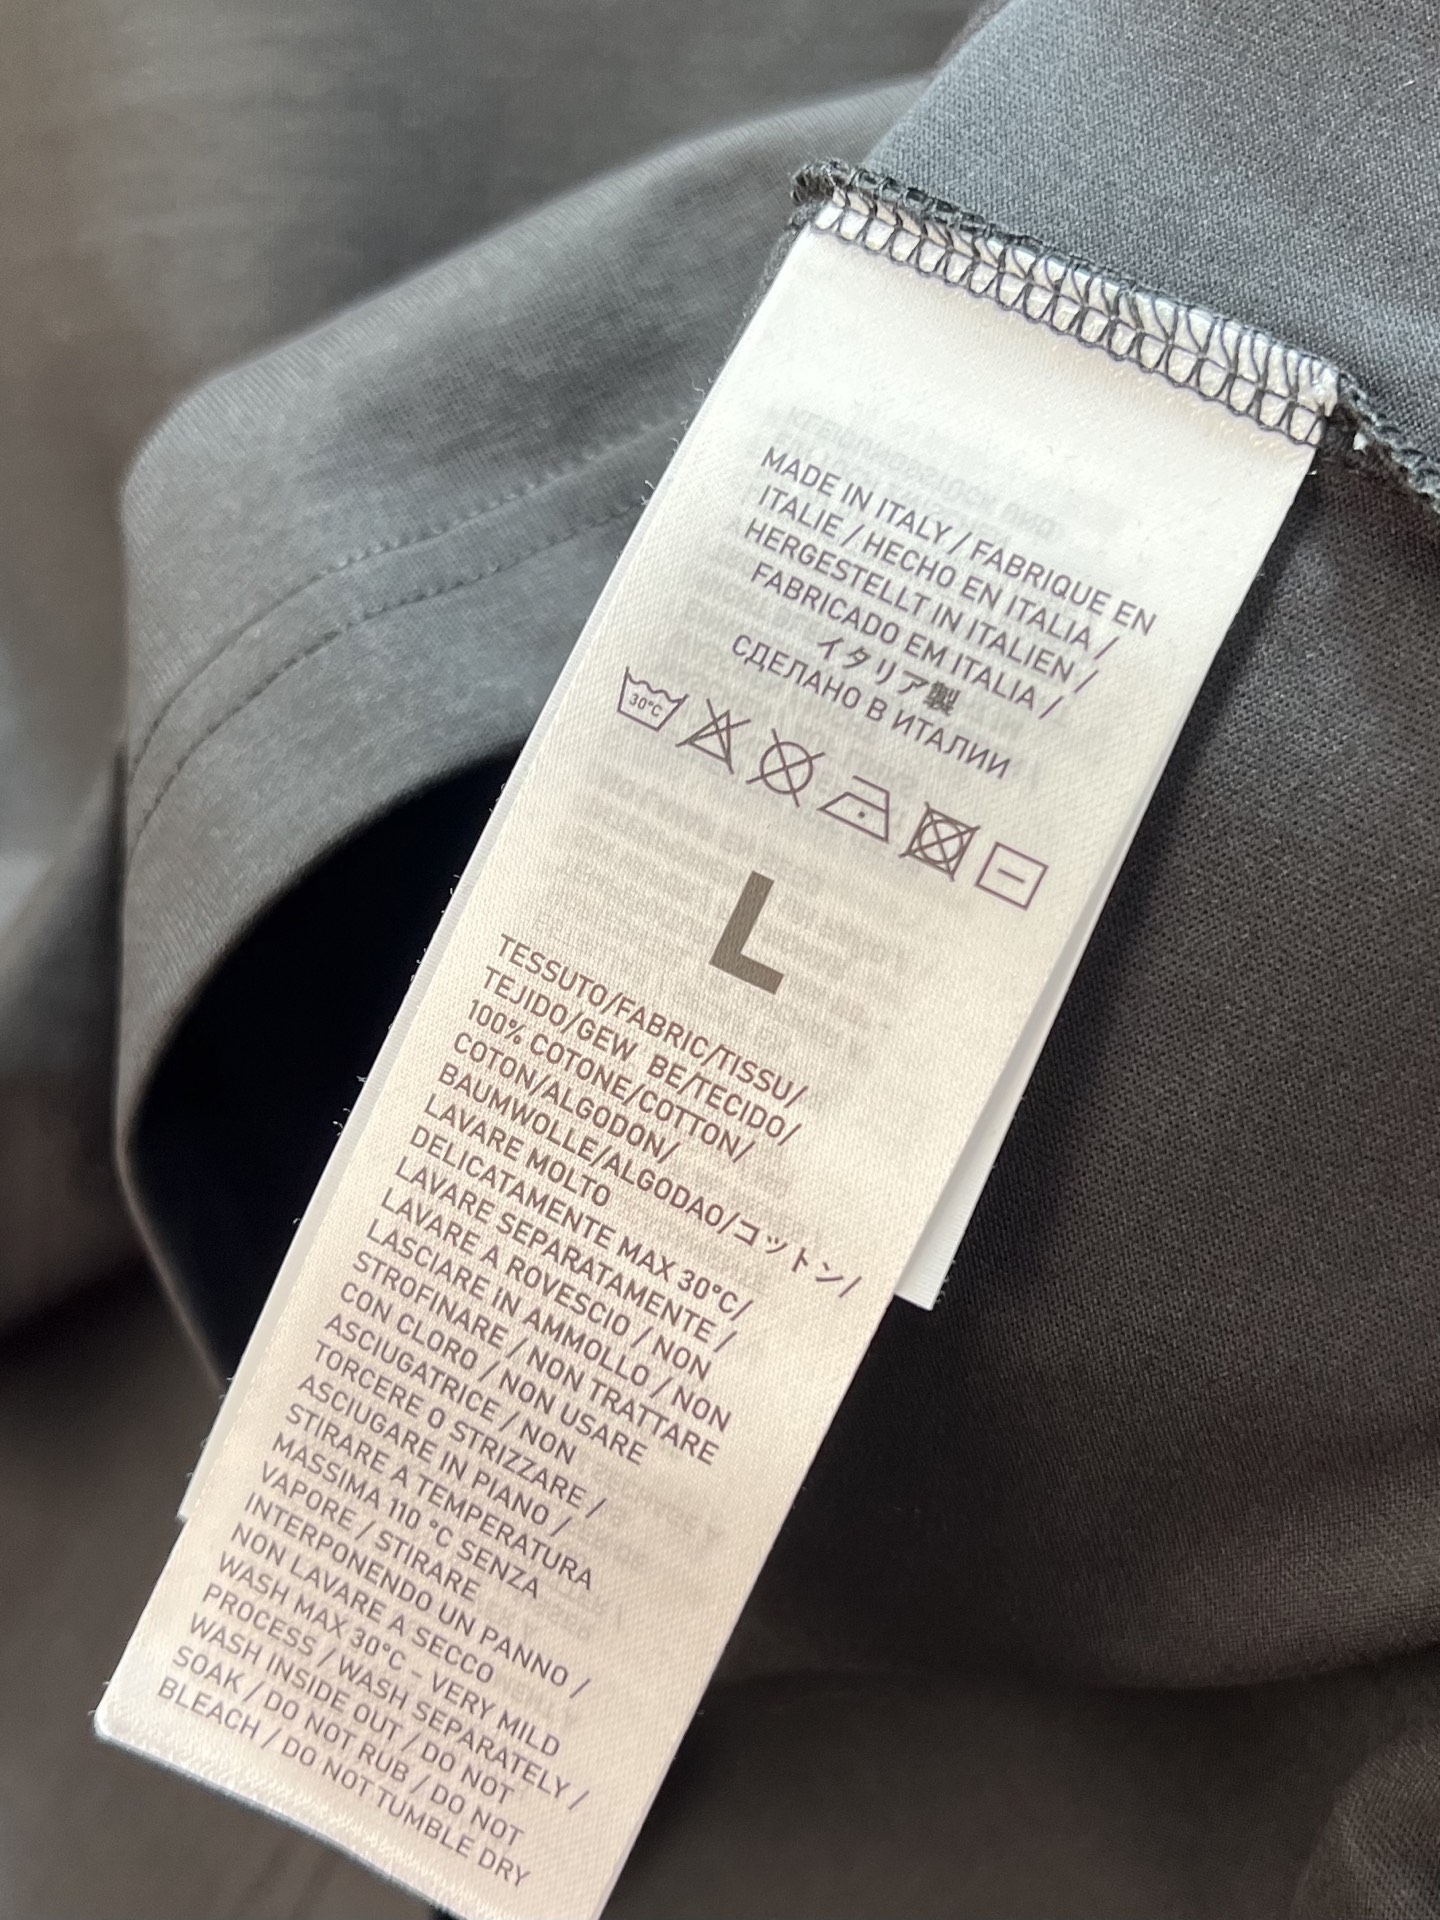 MADE IN ITALY / FABRIQUE EN
ITALIE / HECHO EN ITALIA /
HERGESTELLT IN ITALIEN /
FABRICADO EM ITALIA /
イタリア製
СДЕЛАНО В ИТАЛИИ
30°C
L
TESSUTO/FABRIC/TISSU/
TEJIDO/GEW BE/TECIDO/
100% COTONE/COTTON/
COTON/ALGODON/
BAUMWOLLE/ALGODAO/コットン/
LAVARE MOLTO
DELICATAMENTE MAX 30°C/
LAVARE SEPARATAMENTE /
LAVARE A ROVESCIO / NON
LASCIARE IN AMMOLLO / NON
STROFINARE / NON TRATTARE
CON CLORO / NON USARE
ASCIUGATRICE / NON
TORCERE O STRIZZARE /
ASCIUGARE IN PIANO /
STIRARE A TEMPERATURA
MASSIMA 110 °C SENZA
VAPORE / STIRARE
INTERPONENDO UN PANNO /
NON LAVARE A SECCO
WASH MAX 30°C - VERY MILD
PROCESS / WASH SEPARATELY /
WASH INSIDE OUT / DO NOT
SOAK / DO NOT RUB / DO NOT
BLEACH / DO NOT TUMBLE DRY